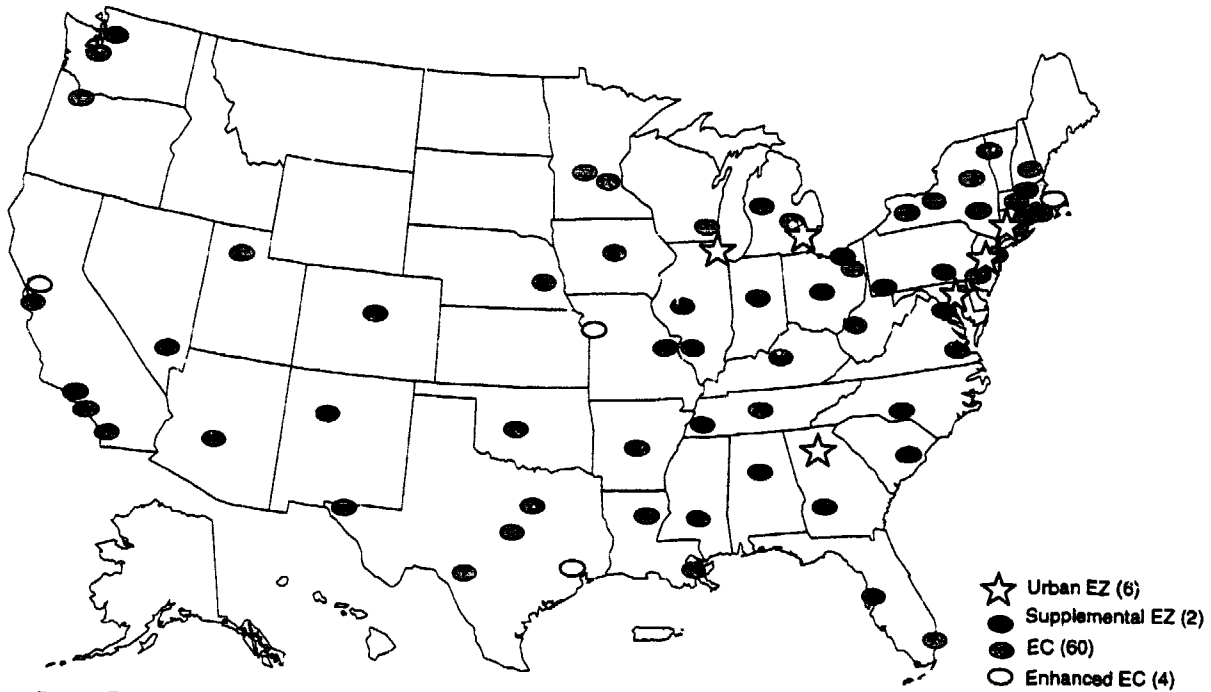 Urban EZ (6)
Supplemental EZ (2)
EC (60)
Enhanced EC (4)